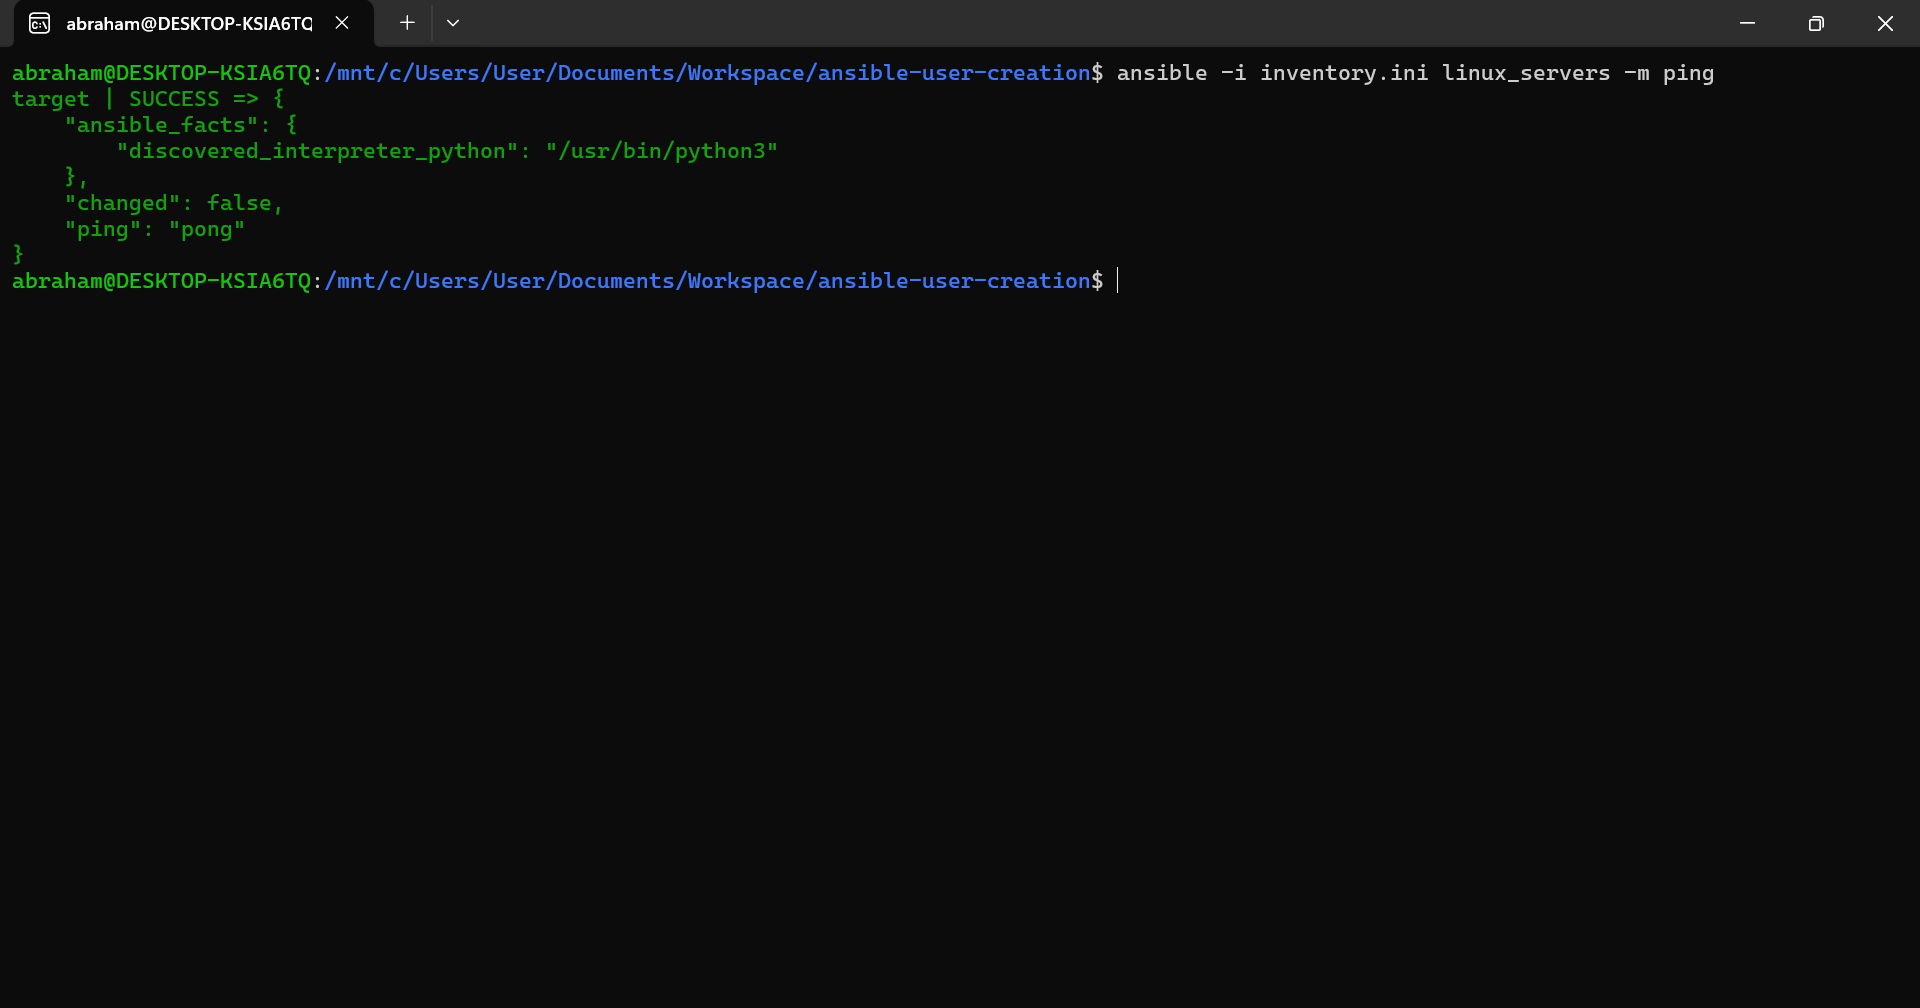 abraham@DESKTOP-KSIA6TQ
abraham@DESKTOP-KSIA6TQ:/mnt/c/Users/User/Documents/Workspace/ansible-user-creation$ ansible -i inventory.ini linux_servers -m ping
target | SUCCESS => {
    "ansible_facts": {
        "discovered_interpreter_python": "/usr/bin/python3"
    },
    "changed": false,
    "ping": "pong"
}
abraham@DESKTOP-KSIA6TQ:/mnt/c/Users/User/Documents/Workspace/ansible-user-creation$